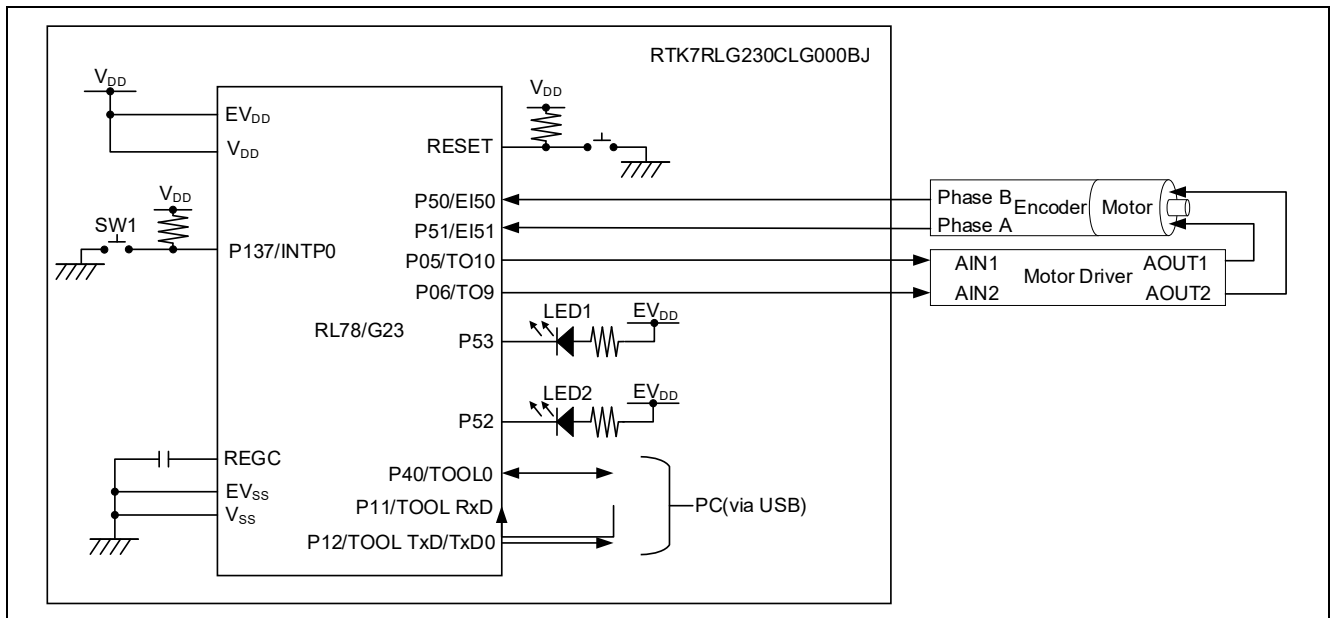 RTK7RLG230CLG000BJ
VDD
EVDD
VDD
VDD
SW1
P137/INTP0
RL78/G23
REGC
EVSS
VSS
VDD
RESET
P50/EI50
P51/EI51
P05/TO10
P06/TO9
P53
P52
P40/TOOL0
P11/TOOL RxD
P12/TOOL TxD/TxD0
LED1
EVDD
LED2
EVDD
PC(via USB)
Phase B
Phase A
Encoder
Motor
AIN1
AIN2
Motor Driver
AOUT1
AOUT2